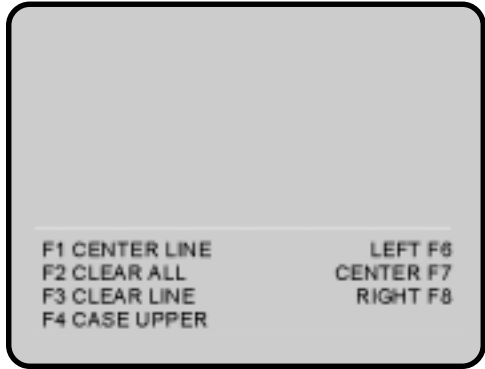 F1 CENTER LINE LEFT F6
F2 CLEAR ALL CENTER F7
F3 CLEAR LINE RIGHT F8
F4 CASE UPPER